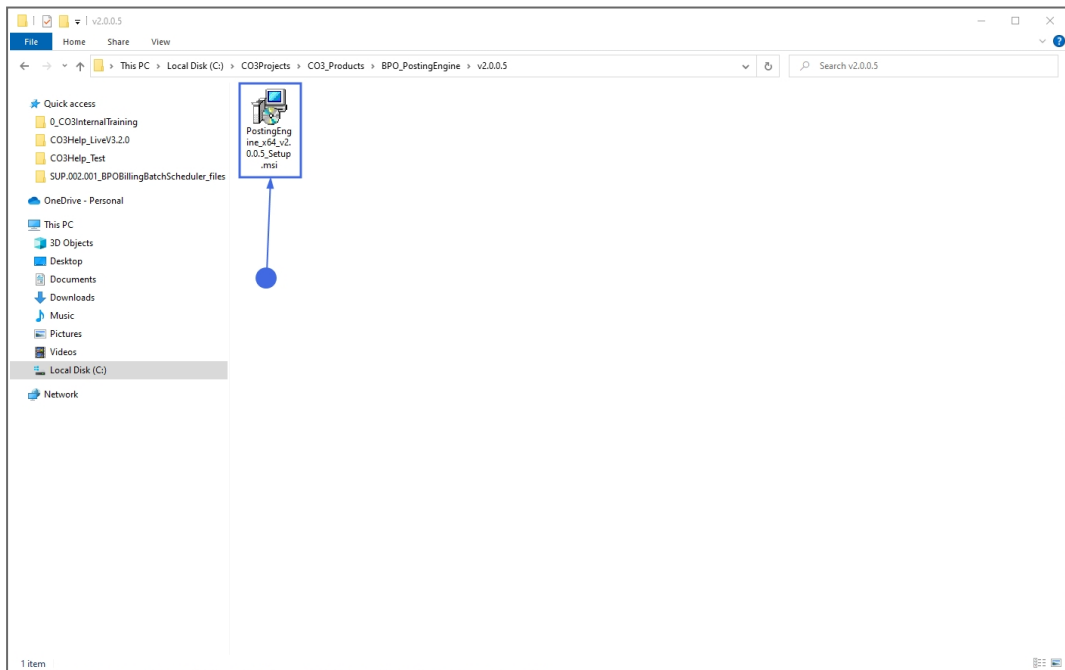 v2.0.0.5
File Home Share View
This PC > Local Disk (C:) > CO3Projects > CO3_Products > BPO_PostingEngine > v2.0.0.5
Search v2.0.0.5
Quick access
0_CO3InternalTraining
CO3Help_LiveV3.2.0
CO3Help_Test
SUP.002.001_BPOBillingBatchScheduler_files
OneDrive - Personal
This PC
3D Objects
Desktop
Documents
Downloads
Music
Pictures
Videos
Local Disk (C:)
Network
PostingEng
ine_x64_v2.
0.0.5_Setup
.msi
1 item